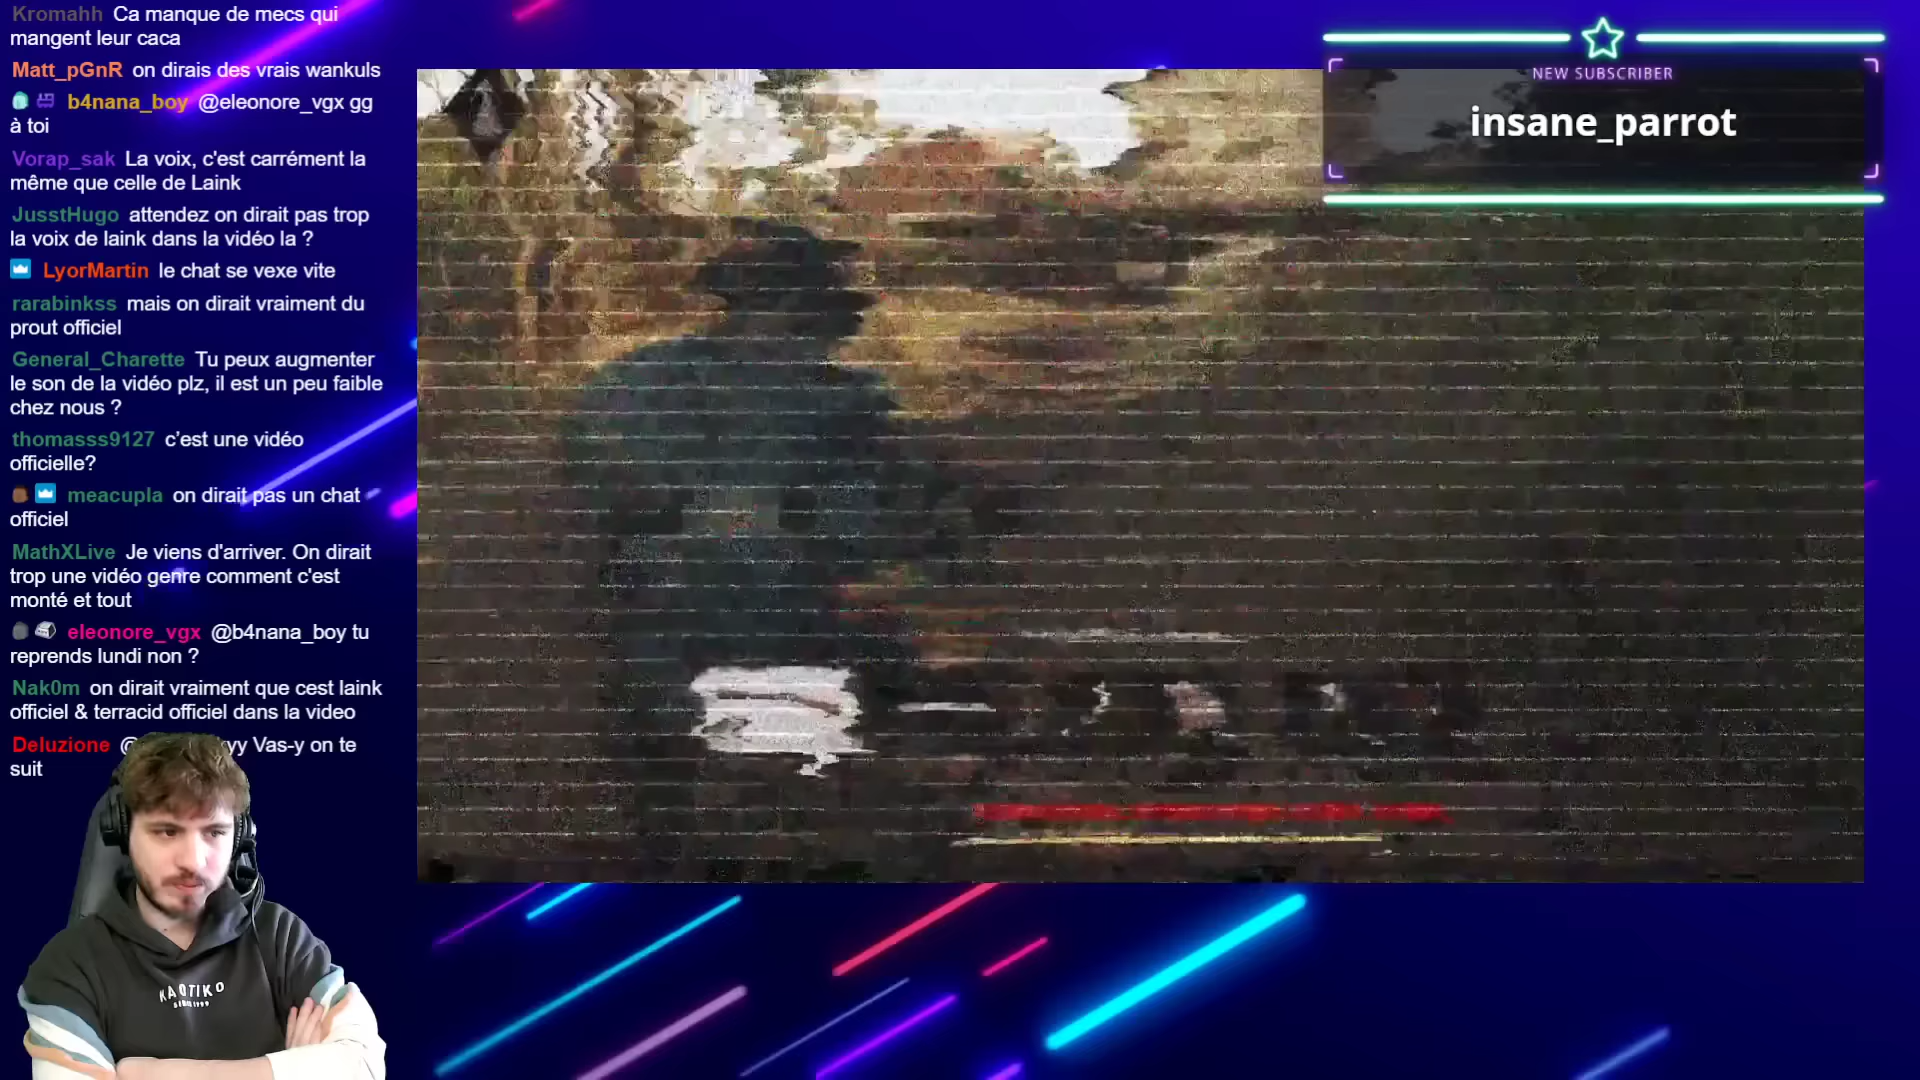 Kromahh Ca manque de mecs qui
mangent leur caca
Matt_pGnR on dirais des vrais wankuls
b4nana_boy @eleonore_vgx gg
à toi
Vorap_sak La voix, c'est carrément la
même que celle de Laink
JusstHugo attendez on dirait pas trop
la voix de laink dans la vidéo la ?
LyorMartin le chat se vexe vite
rarabinkss mais on dirait vraiment du
prout officiel
General_Charette Tu peux augmenter
le son de la vidéo plz, il est un peu faible
chez nous ?
thomasss9127 c'est une vidéo
officielle?
meacupla on dirait pas un chat
officiel
MathXLive Je viens d'arriver. On dirait
trop une vidéo genre comment c'est
monté et tout
eleonore_vgx @b4nana_boy tu
reprends lundi non ?
Nak0m on dirait vraiment que cest laink
officiel & terracid officiel dans la video
Deluzione Vas-y on te
suit
NEW SUBSCRIBER
insane_parrot
KAOTIKO